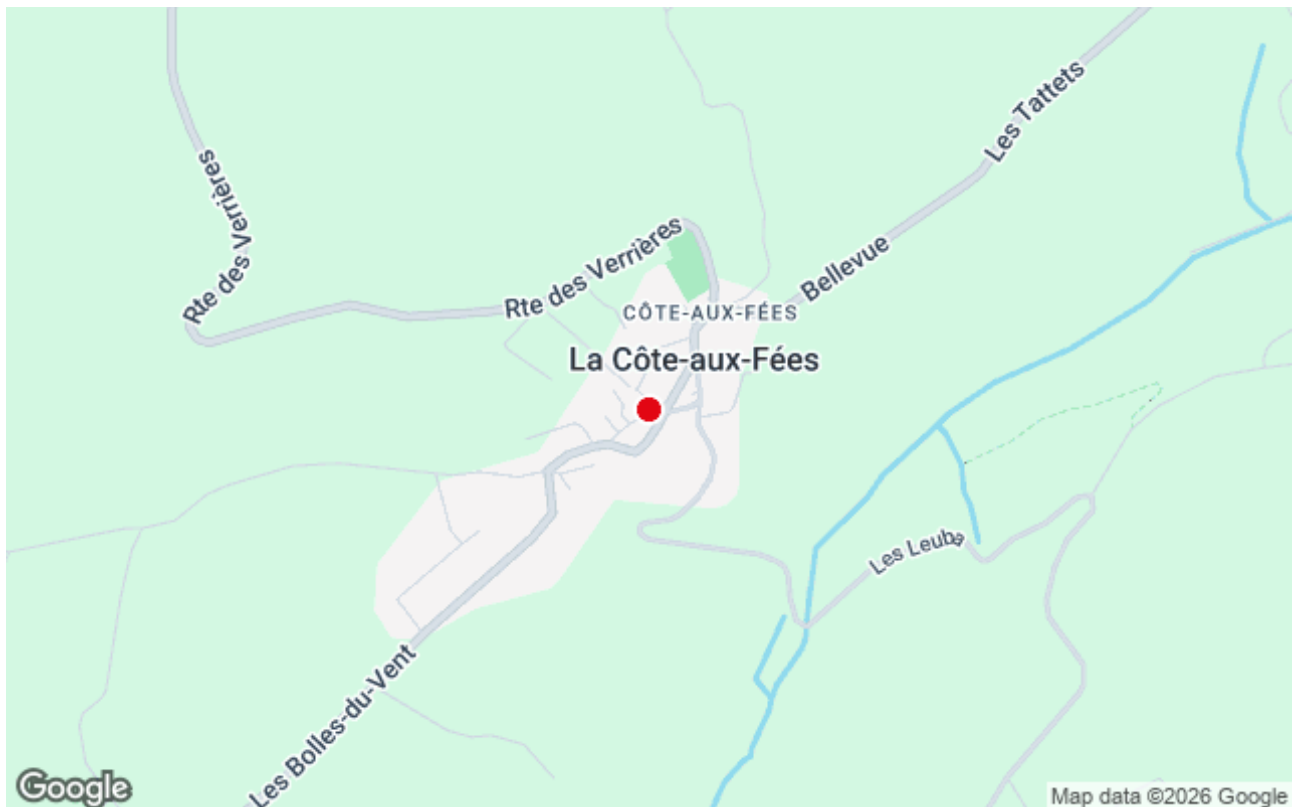 Les Tattets
Rte des Verrières
Rte des Verrières
Bellevue
CÔTE-AUX-FÉES
La Côte-aux-Fées
Les Leuba
Les Bolles-du-Vent
Google
Map data ©2026 Google